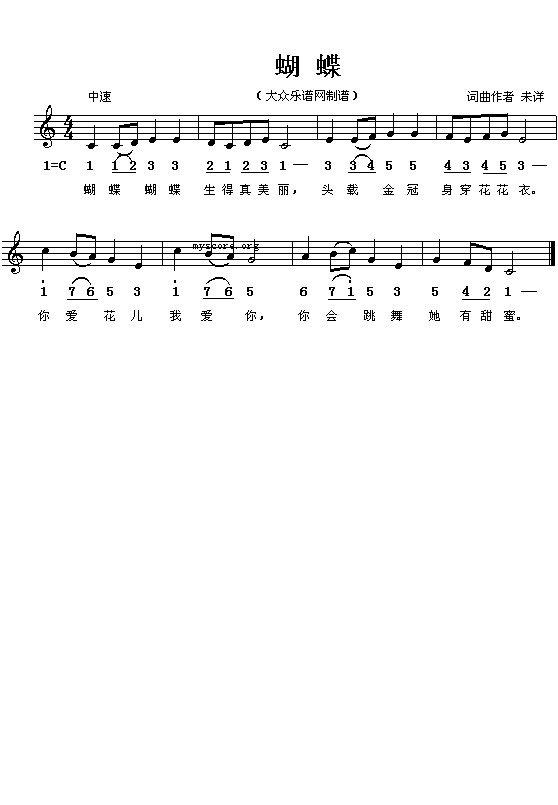 蝴 蝶
中速 （大众乐谱网制谱） 词曲作者 未详
4/4
1=C 1 1 2 3 3 2 1 2 3 1 — 3 3 4 5 5 4 3 4 5 3 —
蝴 蝶 蝴 蝶 生 得 真 美 丽， 头 载 金 冠 身 穿 花 花 衣。
myscore.org
1 7 6 5 3 1 7 6 5 6 7 1 5 3 5 4 2 1 —
你 爱 花 儿 我 爱 你， 你 会 跳 舞 她 有 甜 蜜。